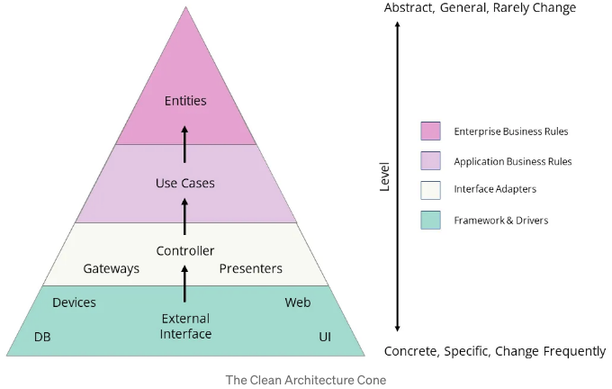 Abstract, General, Rarely Change
Entities
Use Cases
Controller
Gateways
Presenters
Devices
Web
External
Interface
DB
UI
Level
Enterprise Business Rules
Application Business Rules
Interface Adapters
Framework & Drivers
Concrete, Specific, Change Frequently
The Clean Architecture Cone